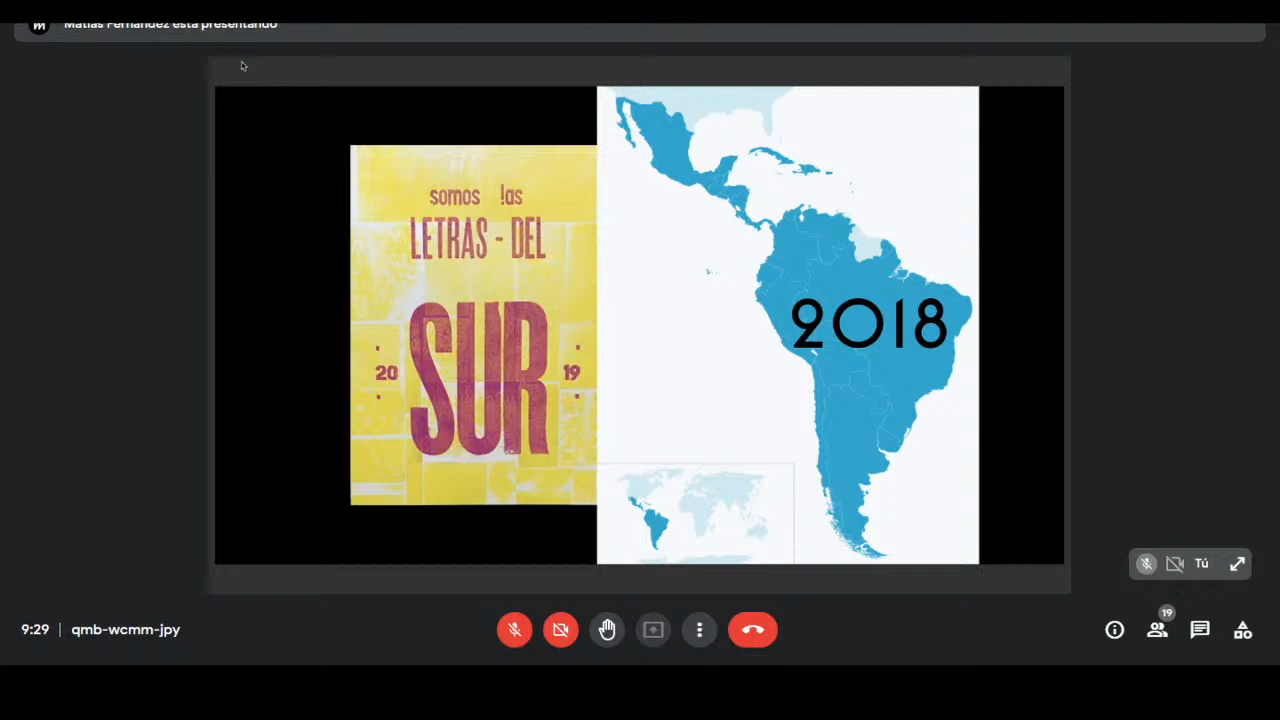 Matías Fernández está presentando
somos las
LETRAS - DEL
SUR
20 19
2018
Tú
9:29 | qmb-wcmm-jpy
19